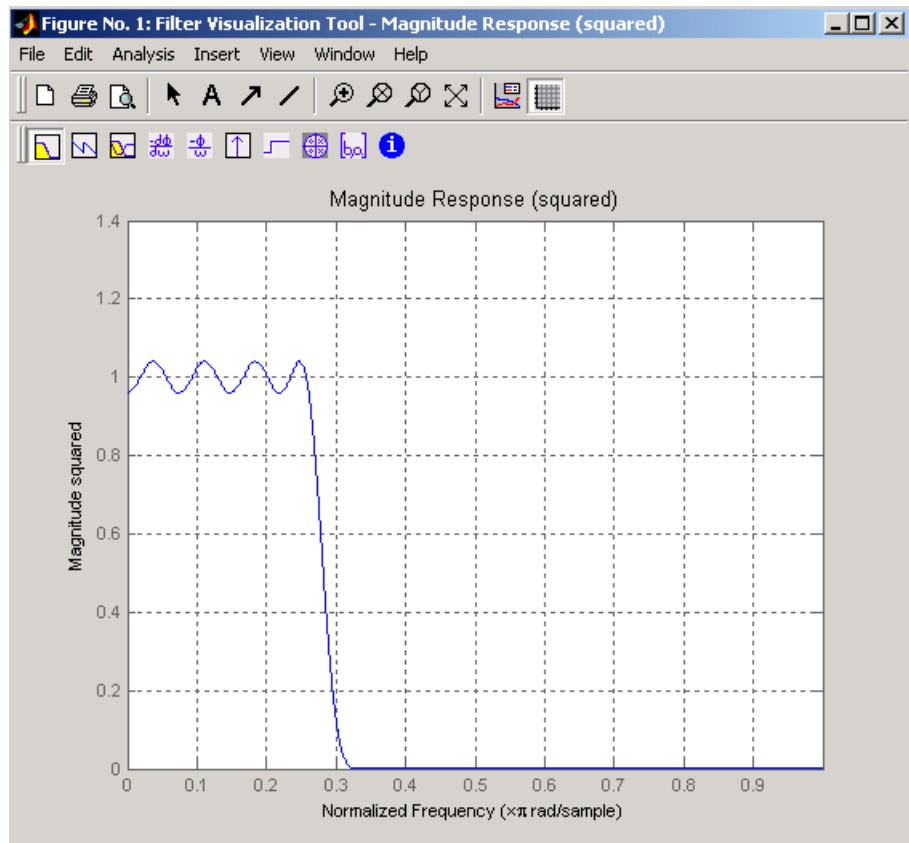 Figure No. 1: Filter Visualization Tool - Magnitude Response (squared)
File Edit Analysis Insert View Window Help
A
-dφ
dω
-φ
ω
[b,a]
i
Magnitude Response (squared)
1.4
1.2
1
0.8
0.6
0.4
0.2
0
Magnitude squared
0 0.1 0.2 0.3 0.4 0.5 0.6 0.7 0.8 0.9
Normalized Frequency (×π rad/sample)